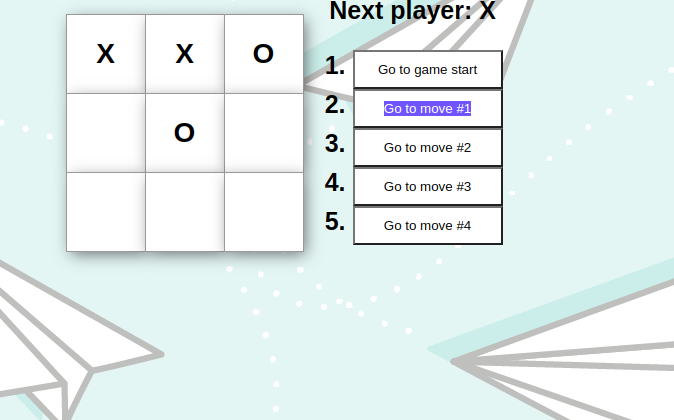 Next player: X
X X O
O
1. Go to game start
2. Go to move #1
3. Go to move #2
4. Go to move #3
5. Go to move #4